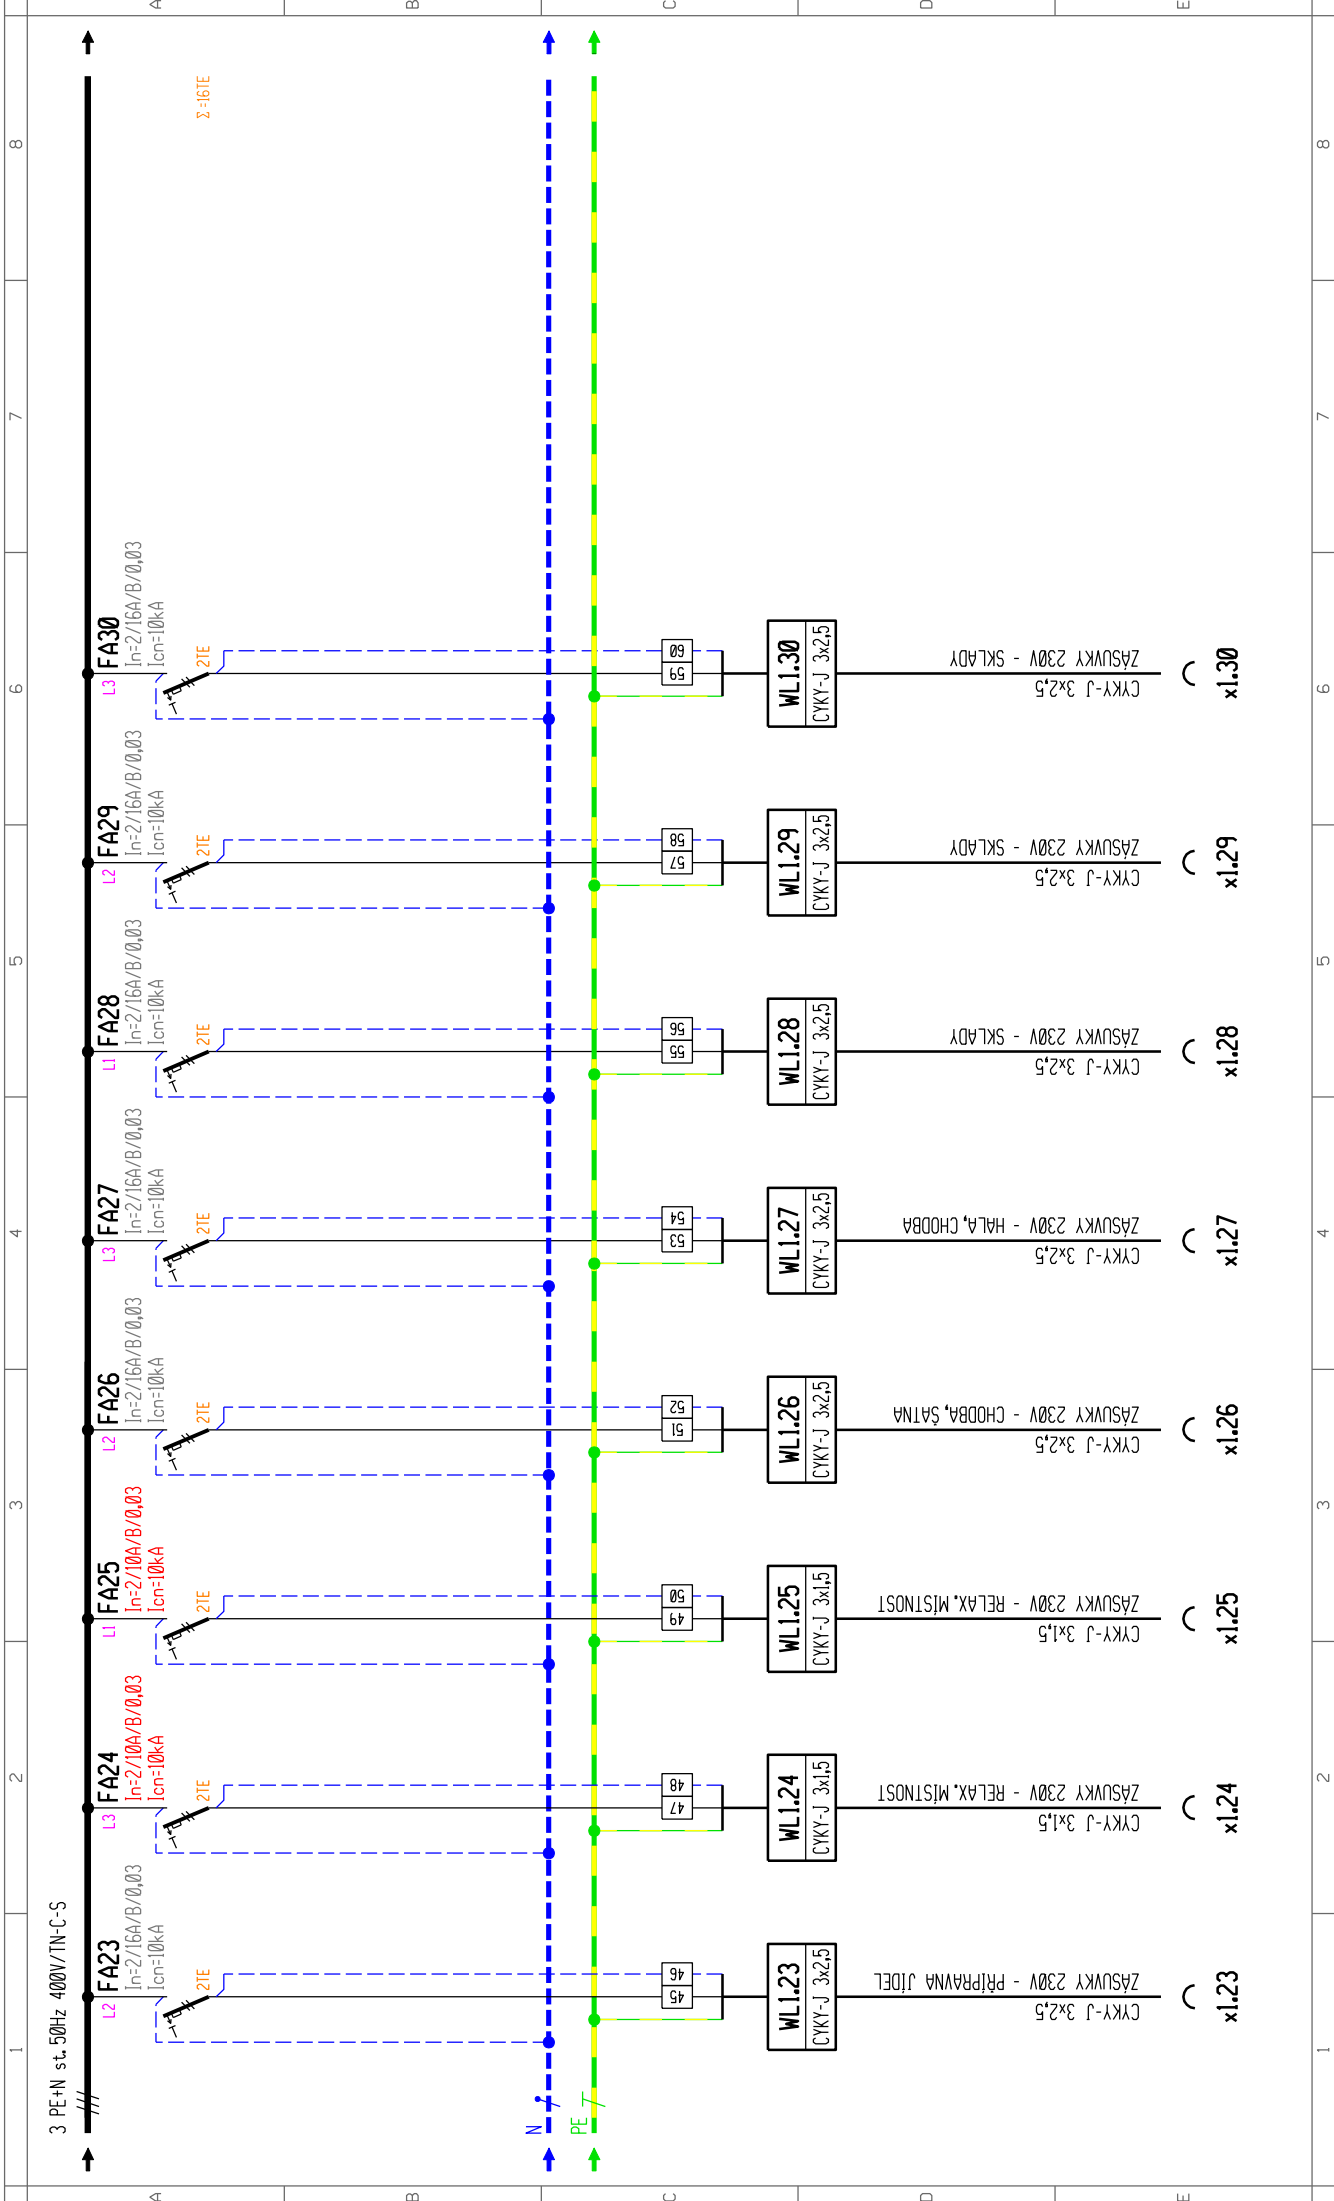 A
B
C
D
E
1
2
3
4
5
6
7
8
3 PE+N st. 50Hz 400V/TN-C-S
Σ=16TE
N
PE
L2
FA23
In=2/16A/B/0,03
Icn=10kA
2TE
45
46
WL1.23
CYKY-J 3x2,5
ZÁSUVKY 230V - PŘÍPRAVNA JÍDEL
CYKY-J 3x2,5
x1.23
L3
FA24
In=2/10A/B/0,03
Icn=10kA
2TE
47
48
WL1.24
CYKY-J 3x1,5
ZÁSUVKY 230V - RELAX. MÍSTNOST
CYKY-J 3x1,5
x1.24
L1
FA25
In=2/10A/B/0,03
Icn=10kA
2TE
49
50
WL1.25
CYKY-J 3x1,5
ZÁSUVKY 230V - RELAX. MÍSTNOST
CYKY-J 3x1,5
x1.25
L2
FA26
In=2/16A/B/0,03
Icn=10kA
2TE
51
52
WL1.26
CYKY-J 3x2,5
ZÁSUVKY 230V - CHODBA, ŠATNA
CYKY-J 3x2,5
x1.26
L3
FA27
In=2/16A/B/0,03
Icn=10kA
2TE
53
54
WL1.27
CYKY-J 3x2,5
ZÁSUVKY 230V - HALA, CHODBA
CYKY-J 3x2,5
x1.27
L1
FA28
In=2/16A/B/0,03
Icn=10kA
2TE
55
56
WL1.28
CYKY-J 3x2,5
ZÁSUVKY 230V - SKLADY
CYKY-J 3x2,5
x1.28
L2
FA29
In=2/16A/B/0,03
Icn=10kA
2TE
57
58
WL1.29
CYKY-J 3x2,5
ZÁSUVKY 230V - SKLADY
CYKY-J 3x2,5
x1.29
L3
FA30
In=2/16A/B/0,03
Icn=10kA
2TE
59
60
WL1.30
CYKY-J 3x2,5
ZÁSUVKY 230V - SKLADY
CYKY-J 3x2,5
x1.30
1
2
3
4
5
6
7
8
A
B
C
D
E